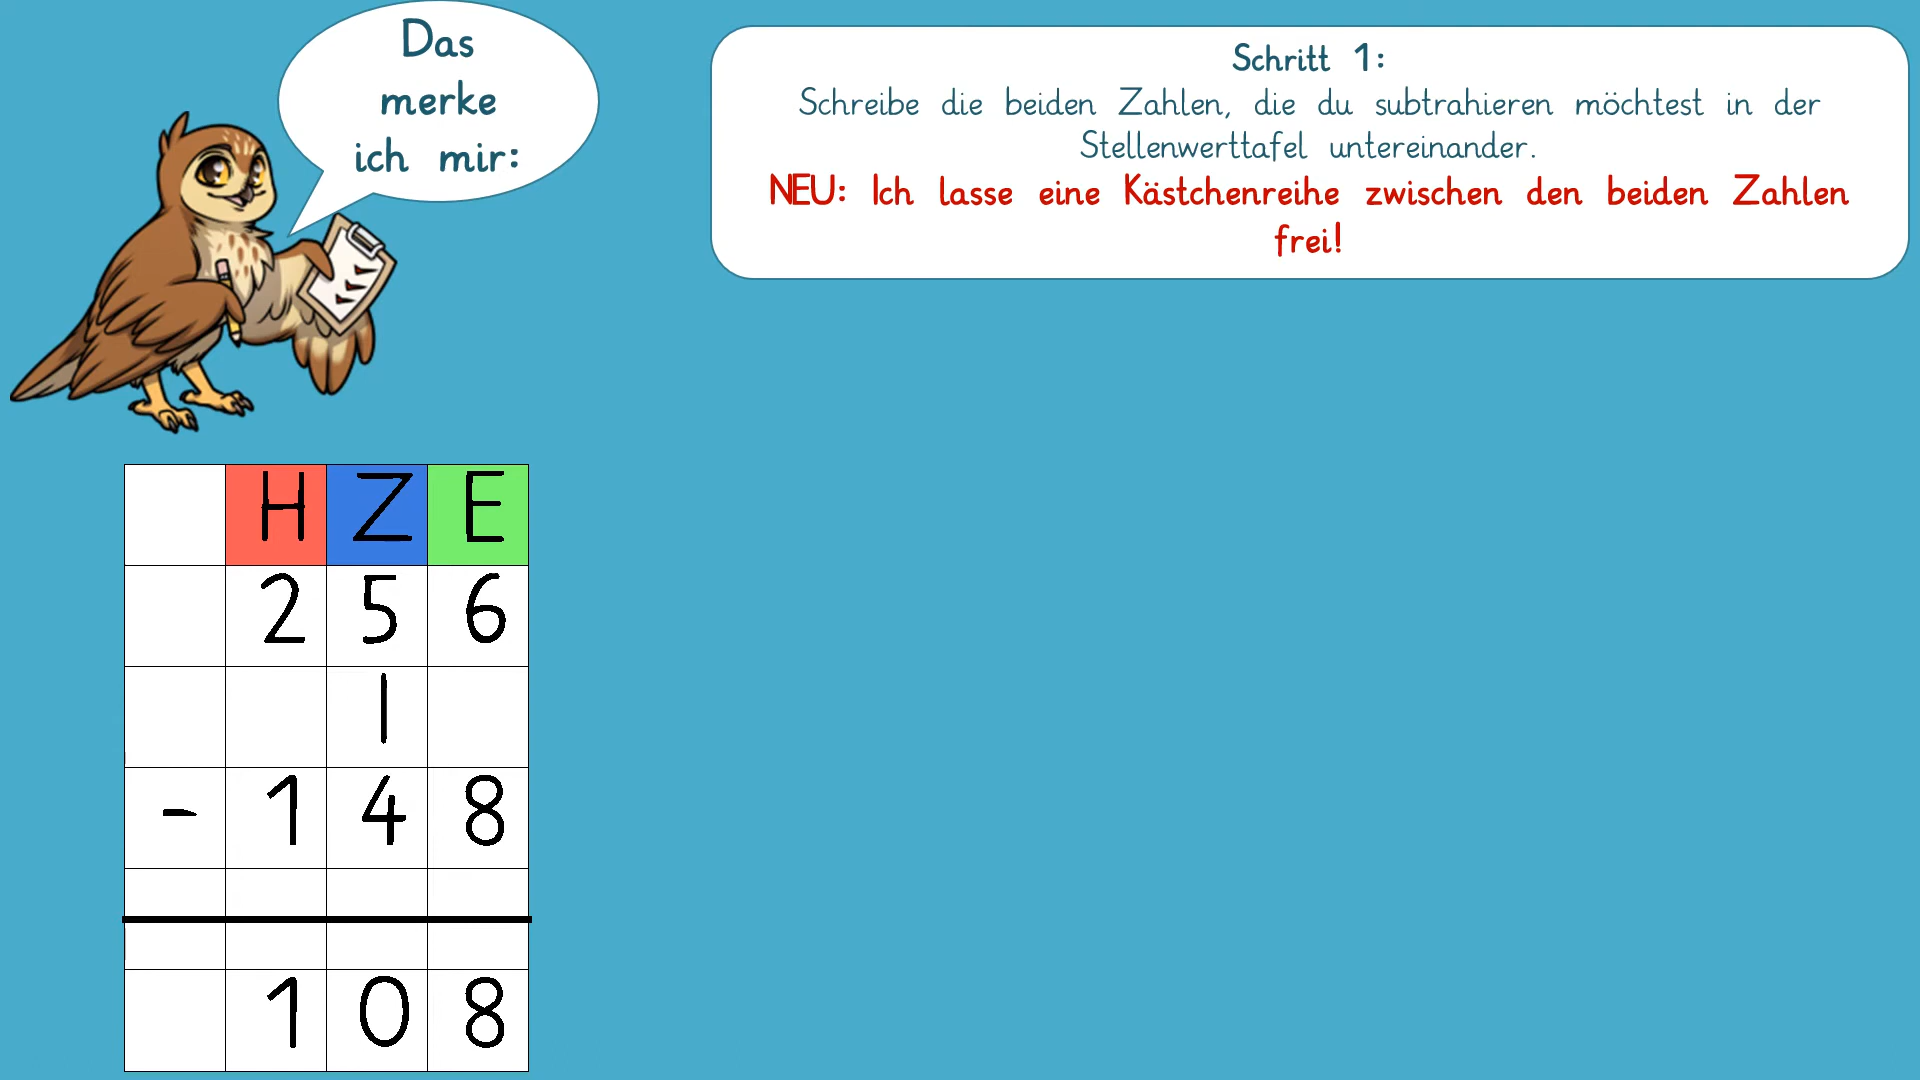 Das
merke
ich mir:
Schritt 1:
Schreibe die beiden Zahlen, die du subtrahieren möchtest in der
Stellenwerttafel untereinander.
NEU: Ich lasse eine Kästchenreihe zwischen den beiden Zahlen
frei!
H Z E
2 5 6
1
- 1 4 8
1 0 8